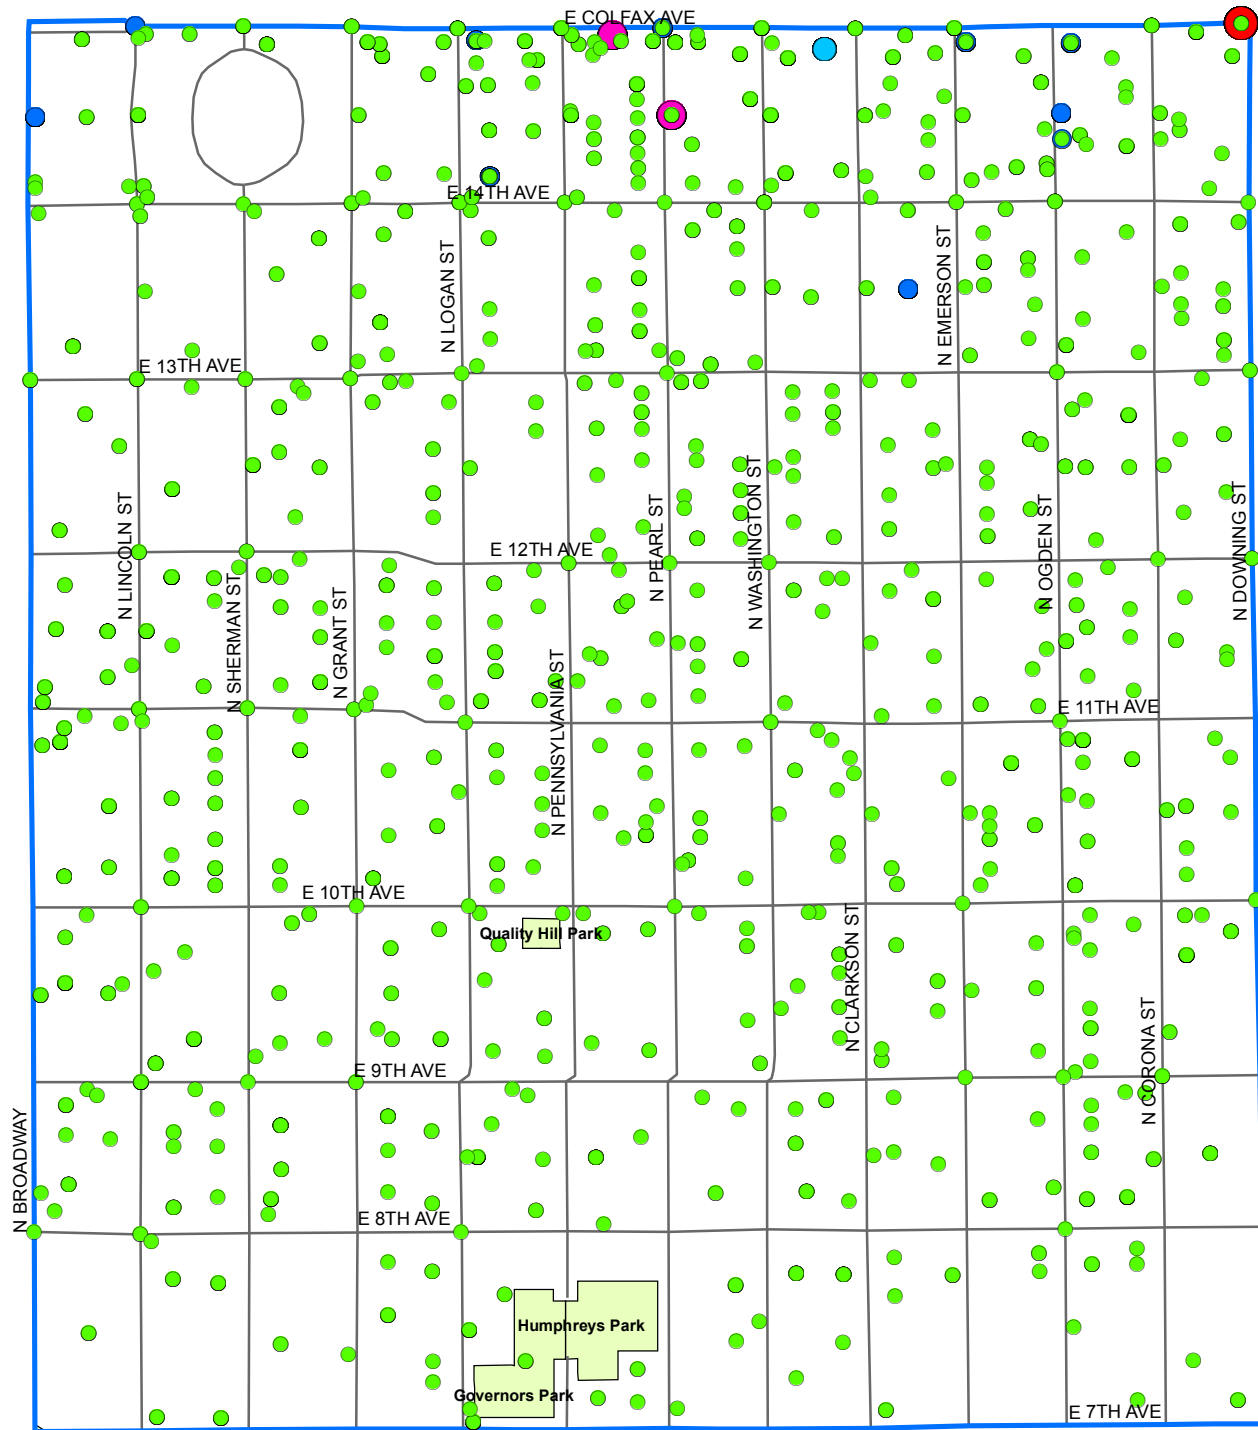 E COLFAX AVE
E 14TH AVE
N LOGAN ST
N EMERSON ST
E 13TH AVE
N LINCOLN ST
N PEARL ST
N WASHINGTON ST
N OGDEN ST
N DOWNING ST
E 12TH AVE
N SHERMAN ST
N GRANT ST
N PENNSYLVANIA ST
E 11TH AVE
E 10TH AVE
Quality Hill Park
N CLARKSON ST
N CORONA ST
E 9TH AVE
N BROADWAY
E 8TH AVE
Humphreys Park
Governors Park
E 7TH AVE